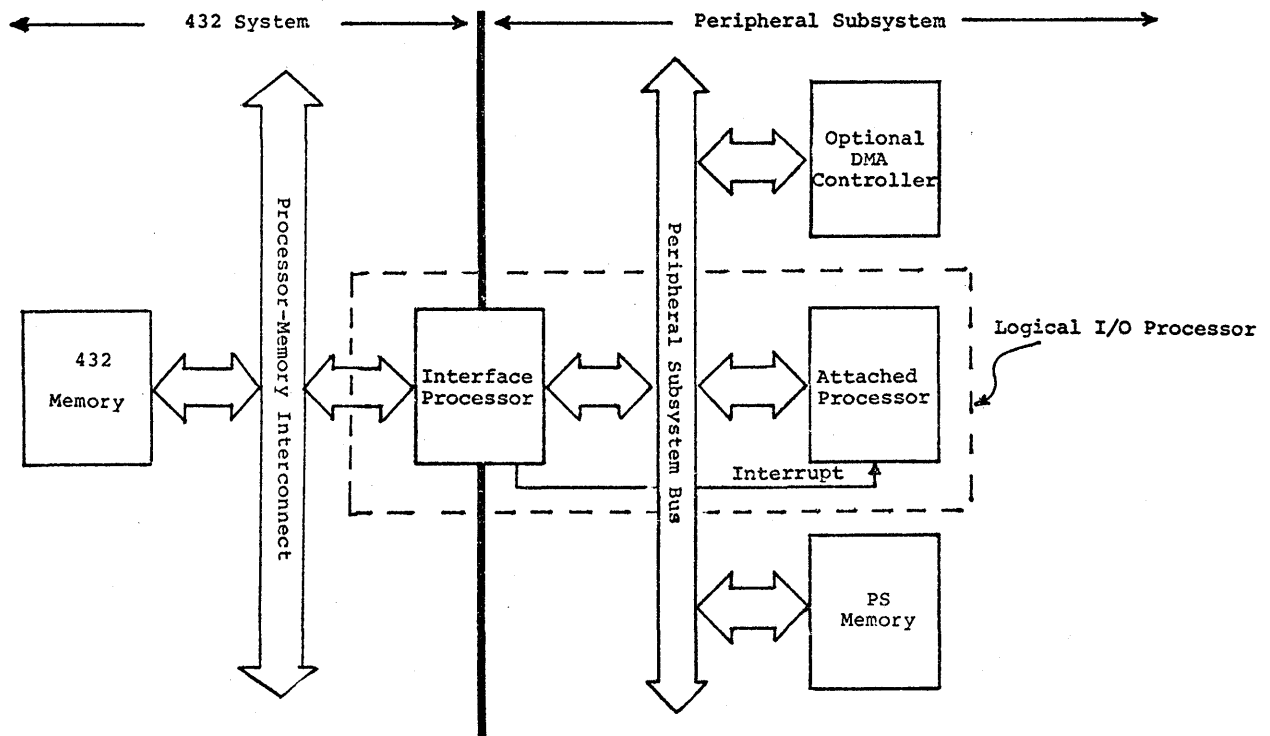 432 System
Peripheral Subsystem
Optional
DMA
Controller
Processor-Memory Interconnect
Peripheral Subsystem Bus
Logical I/O Processor
432
Memory
Interface
Processor
Attached
Processor
Interrupt
PS
Memory